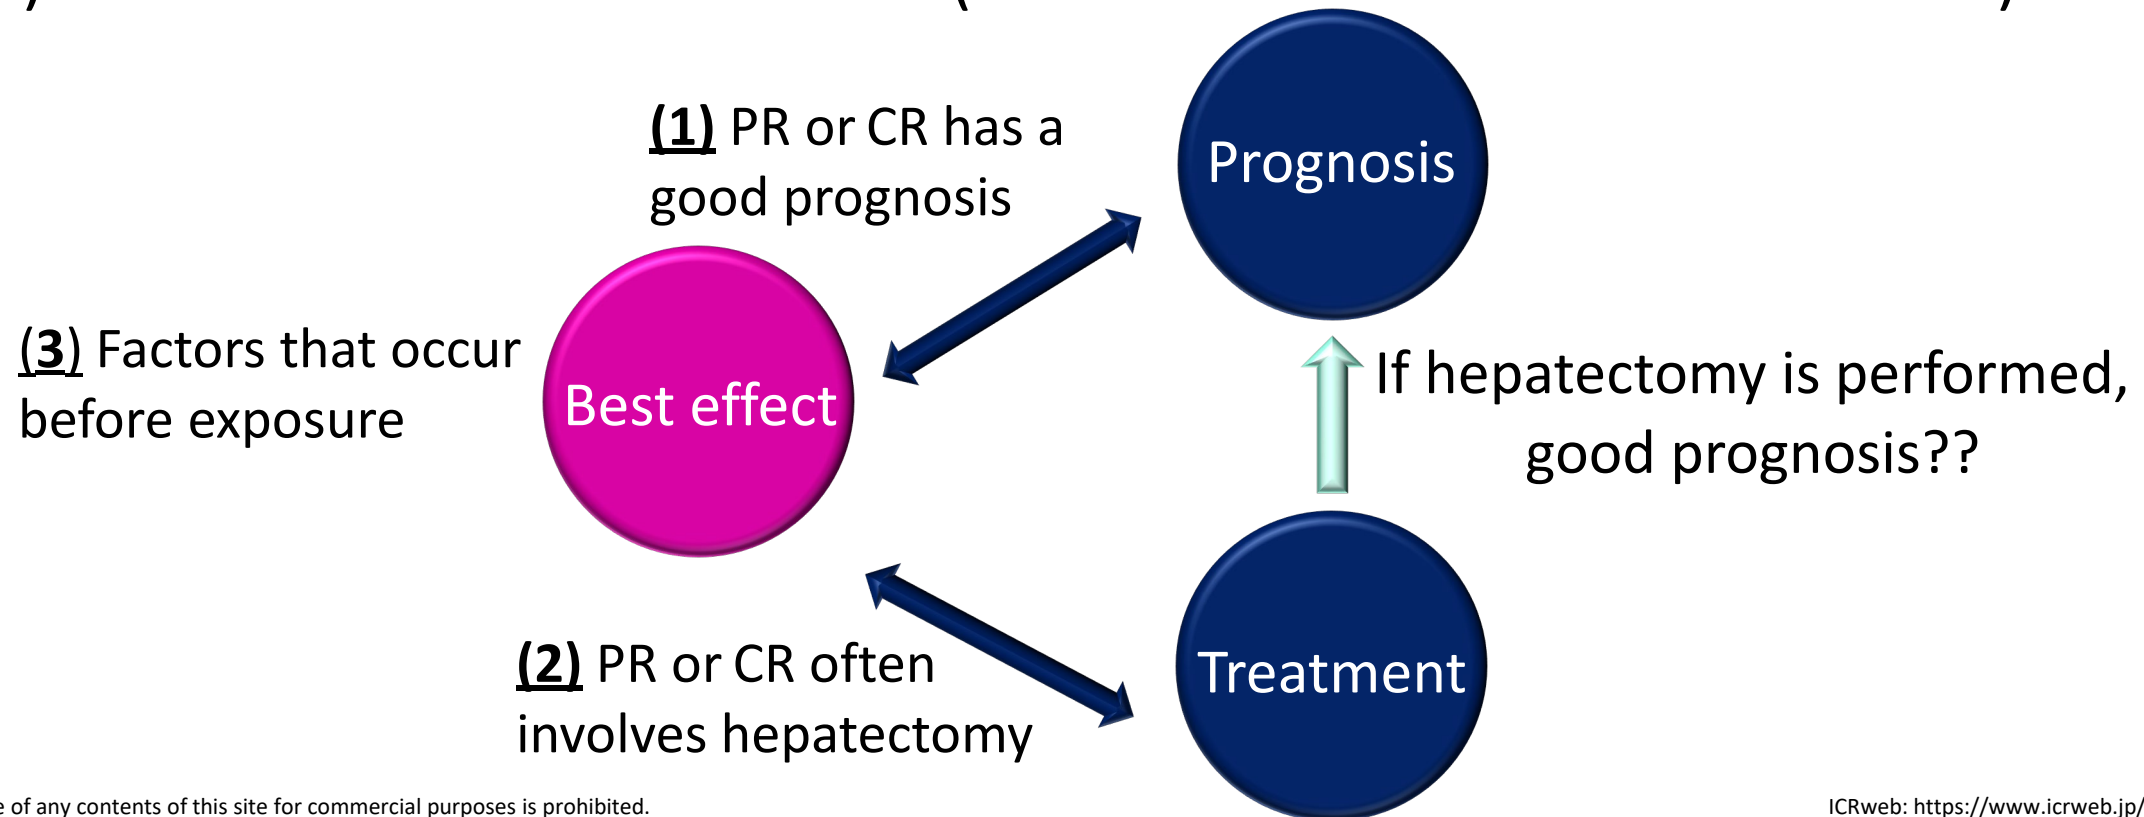 (1) PR or CR has a
good prognosis
Prognosis
(3) Factors that occur
before exposure
Best effect
If hepatectomy is performed,
good prognosis??
(2) PR or CR often
involves hepatectomy
Treatment
of any contents of this site for commercial purposes is prohibited.
ICRweb: https://www.icrweb.jp/